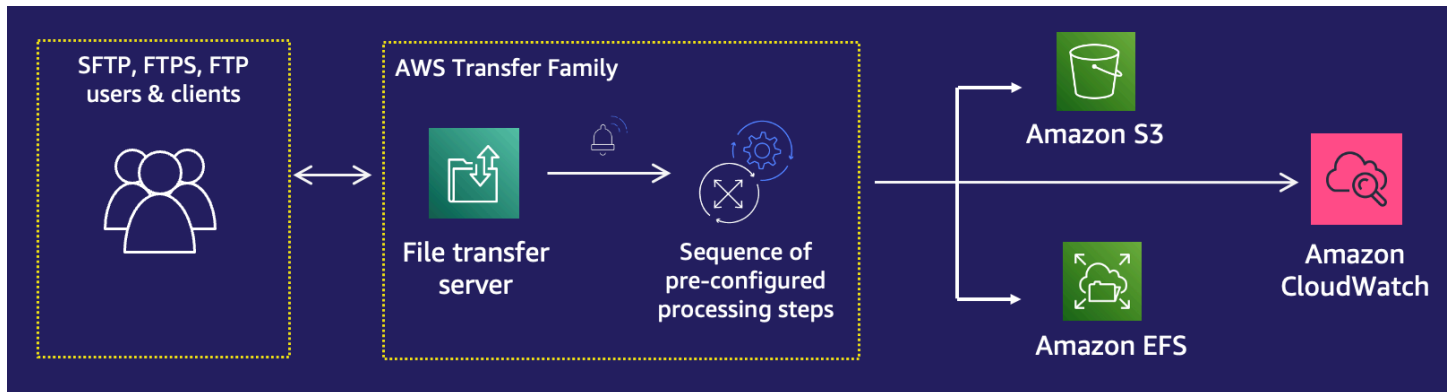 SFTP, FTPS, FTP
users & clients
AWS Transfer Family
File transfer
server
Sequence of
pre-configured
processing steps
Amazon S3
Amazon EFS
Amazon
CloudWatch